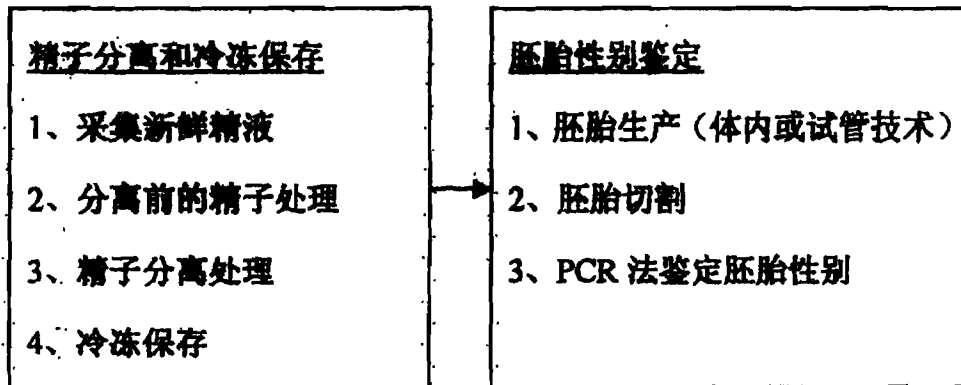 精子分离和冷冻保存
1、采集新鲜精液
2、分离前的精子处理
3、精子分离处理
4、冷冻保存
胚胎性别鉴定
1、胚胎生产（体内或试管技术）
2、胚胎切割
3、PCR 法鉴定胚胎性别